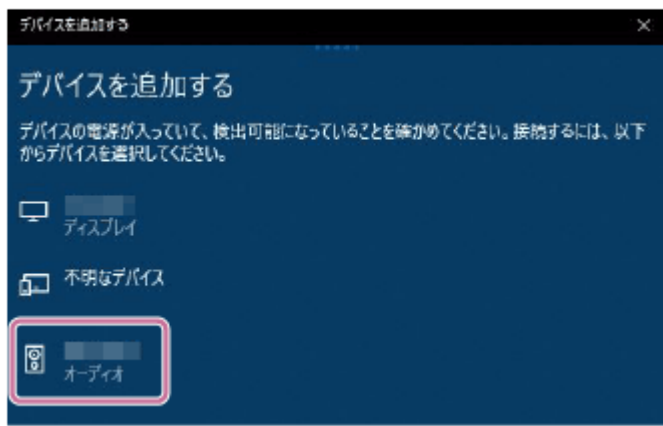 デバイスを追加する
デバイスを追加する
デバイスの電源が入っていて、検出可能になっていることを確かめてください。接続するには、以下
からデバイスを選択してください。
ディスプレイ
不明なデバイス
オーディオ